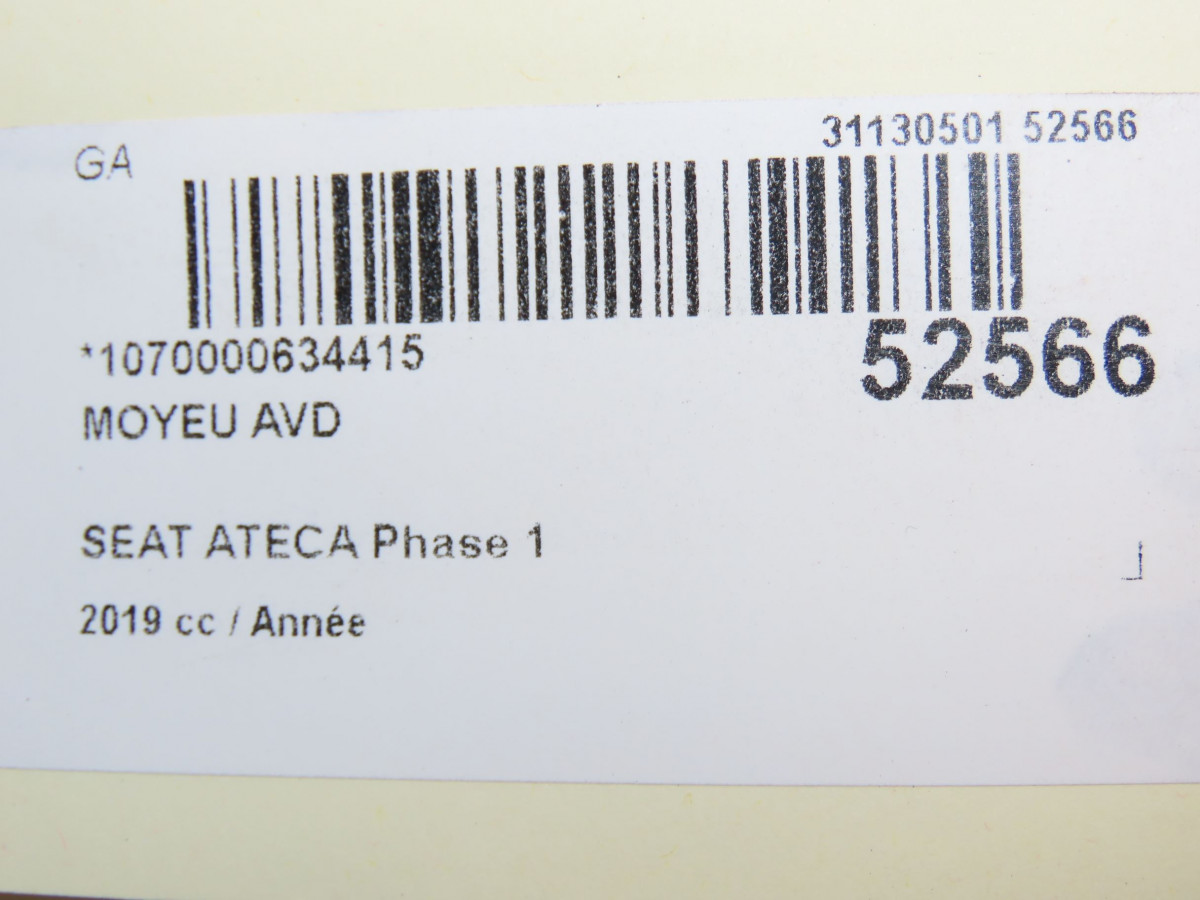 GA
31130501 52566
*1070000634415
52566
MOYEU AVD
SEAT ATECA Phase 1
2019 cc / Année